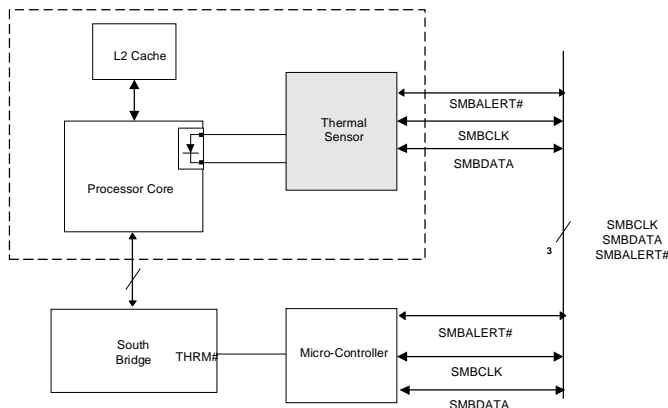 L2 Cache
Thermal
Sensor
SMBALERT#
SMBCLK
SMBDATA
Processor Core
3
SMBCLK
SMBDATA
SMBALERT#
South
Bridge
THRM#
Micro-Controller
SMBALERT#
SMBCLK
SMBDATA